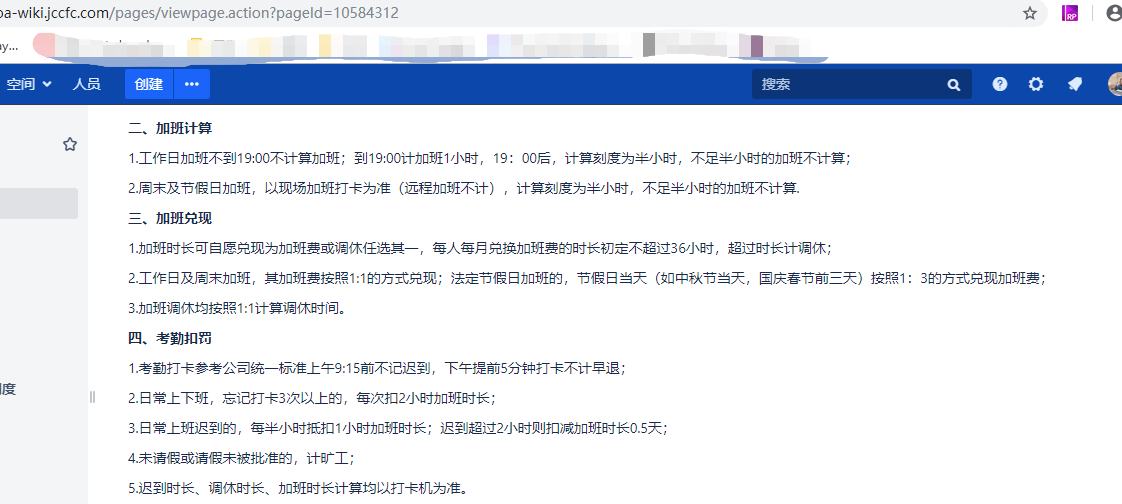 oa-wiki.jccfc.com/pages/viewpage.action?pageId=10584312
RP
ay...
空间 人员 创建 ... 搜索
二、加班计算
1.工作日加班不到19:00不计算加班；到19:00计加班1小时，19：00后，计算刻度为半小时，不足半小时的加班不计算；
2.周末及节假日加班，以现场加班打卡为准（远程加班不计），计算刻度为半小时，不足半小时的加班不计算.
三、加班兑现
1.加班时长可自愿兑现为加班费或调休任选其一，每人每月兑换加班费的时长初定不超过36小时，超过时长计调休；
2.工作日及周末加班，其加班费按照1:1的方式兑现；法定节假日加班的，节假日当天（如中秋节当天，国庆春节前三天）按照1：3的方式兑现加班费；
3.加班调休均按照1:1计算调休时间。
四、考勤扣罚
1.考勤打卡参考公司统一标准上午9:15前不记迟到，下午提前5分钟打卡不计早退；
2.日常上下班，忘记打卡3次以上的，每次扣2小时加班时长；
度
3.日常上班迟到的，每半小时抵扣1小时加班时长；迟到超过2小时则扣减加班时长0.5天；
4.未请假或请假未被批准的，计旷工；
5.迟到时长、调休时长、加班时长计算均以打卡机为准。